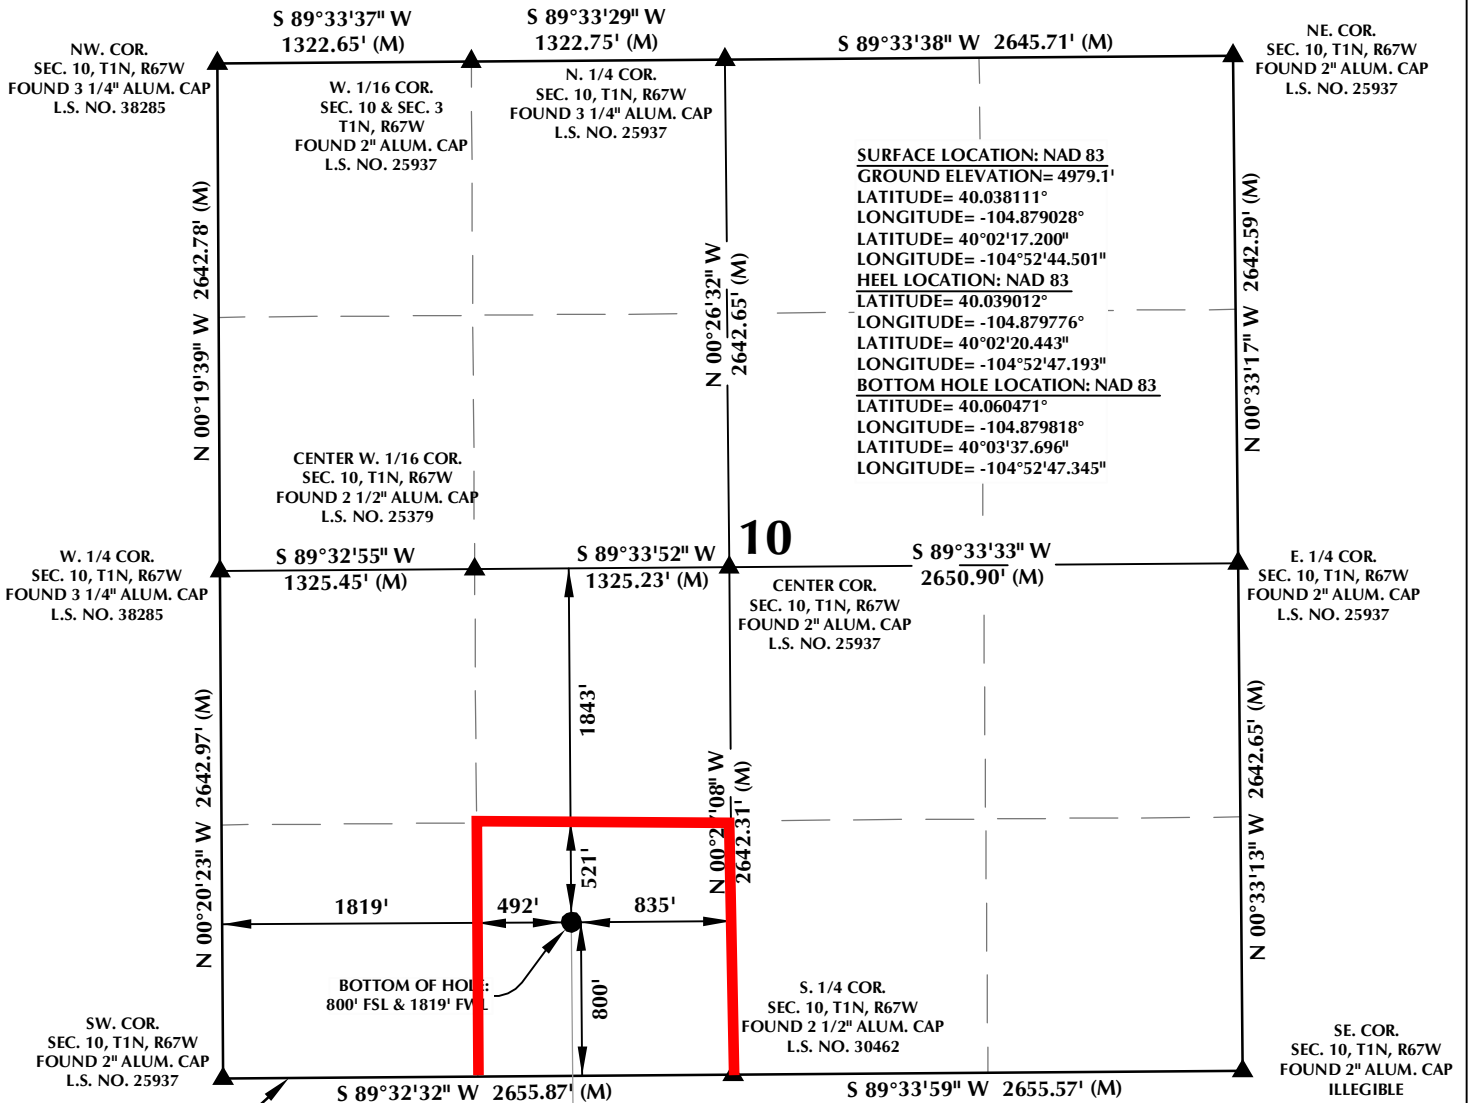 S 89°33'37" W
1322.65' (M)
S 89°33'29" W
1322.75' (M)
S 89°33'38" W 2645.71' (M)
NW. COR.
SEC. 10, T1N, R67W
FOUND 3 1/4" ALUM. CAP
L.S. NO. 38285
W. 1/16 COR.
SEC. 10 & SEC. 3
T1N, R67W
FOUND 2" ALUM. CAP
L.S. NO. 25937
N. 1/4 COR.
SEC. 10, T1N, R67W
FOUND 3 1/4" ALUM. CAP
L.S. NO. 25937
NE. COR.
SEC. 10, T1N, R67W
FOUND 2" ALUM. CAP
L.S. NO. 25937
SURFACE LOCATION: NAD 83
GROUND ELEVATION= 4979.1'
LATITUDE= 40.038111°
LONGITUDE= -104.879028°
LATITUDE= 40°02'17.200"
LONGITUDE= -104°52'44.501"
HEEL LOCATION: NAD 83
LATITUDE= 40.039012°
LONGITUDE= -104.879776°
LATITUDE= 40°02'20.443"
LONGITUDE= -104°52'47.193"
BOTTOM HOLE LOCATION: NAD 83
LATITUDE= 40.060471°
LONGITUDE= -104.879818°
LATITUDE= 40°03'37.696"
LONGITUDE= -104°52'47.345"
N 00°19'39" W 2642.78' (M)
N 00°26'32" W
2642.65' (M)
N 00°33'17" W 2642.59' (M)
CENTER W. 1/16 COR.
SEC. 10, T1N, R67W
FOUND 2 1/2" ALUM. CAP
L.S. NO. 25379
10
W. 1/4 COR.
SEC. 10, T1N, R67W
FOUND 3 1/4" ALUM. CAP
L.S. NO. 38285
S 89°32'55" W
1325.45' (M)
S 89°33'52" W
1325.23' (M)
S 89°33'33" W
2650.90' (M)
CENTER COR.
SEC. 10, T1N, R67W
FOUND 2" ALUM. CAP
L.S. NO. 25937
E. 1/4 COR.
SEC. 10, T1N, R67W
FOUND 2" ALUM. CAP
L.S. NO. 25937
N 00°20'23" W 2642.97' (M)
1843'
N 00°2 '08" W
2642.31' (M)
N 00°33'13" W 2642.65' (M)
521'
1819'
492'
835'
800'
BOTTOM OF HOLE:
800' FSL & 1819' FWL
SW. COR.
SEC. 10, T1N, R67W
FOUND 2" ALUM. CAP
L.S. NO. 25937
S. 1/4 COR.
SEC. 10, T1N, R67W
FOUND 2 1/2" ALUM. CAP
L.S. NO. 30462
SE. COR.
SEC. 10, T1N, R67W
FOUND 2" ALUM. CAP
ILLEGIBLE
S 89°32'32" W 2655.87' (M)
S 89°33'59" W 2655.57' (M)